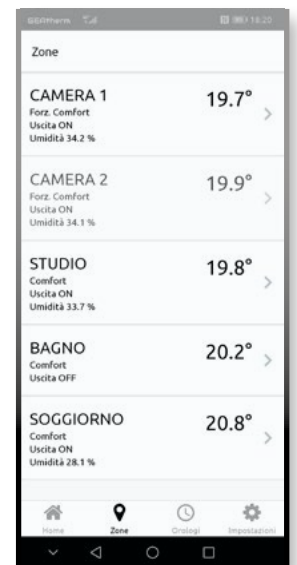 18:20
Zone
CAMERA 1
19.7°
Forz. Comfort
Uscita ON
Umidità 34.2 %
CAMERA 2
19.9°
Forz. Comfort
Uscita ON
Umidità 34.1 %
STUDIO
19.8°
Comfort
Uscita ON
Umidità 33.7 %
BAGNO
20.2°
Comfort
Uscita OFF
SOGGIORNO
20.8°
Comfort
Uscita ON
Umidità 28.1 %
Home Zone Orologi Impostazioni